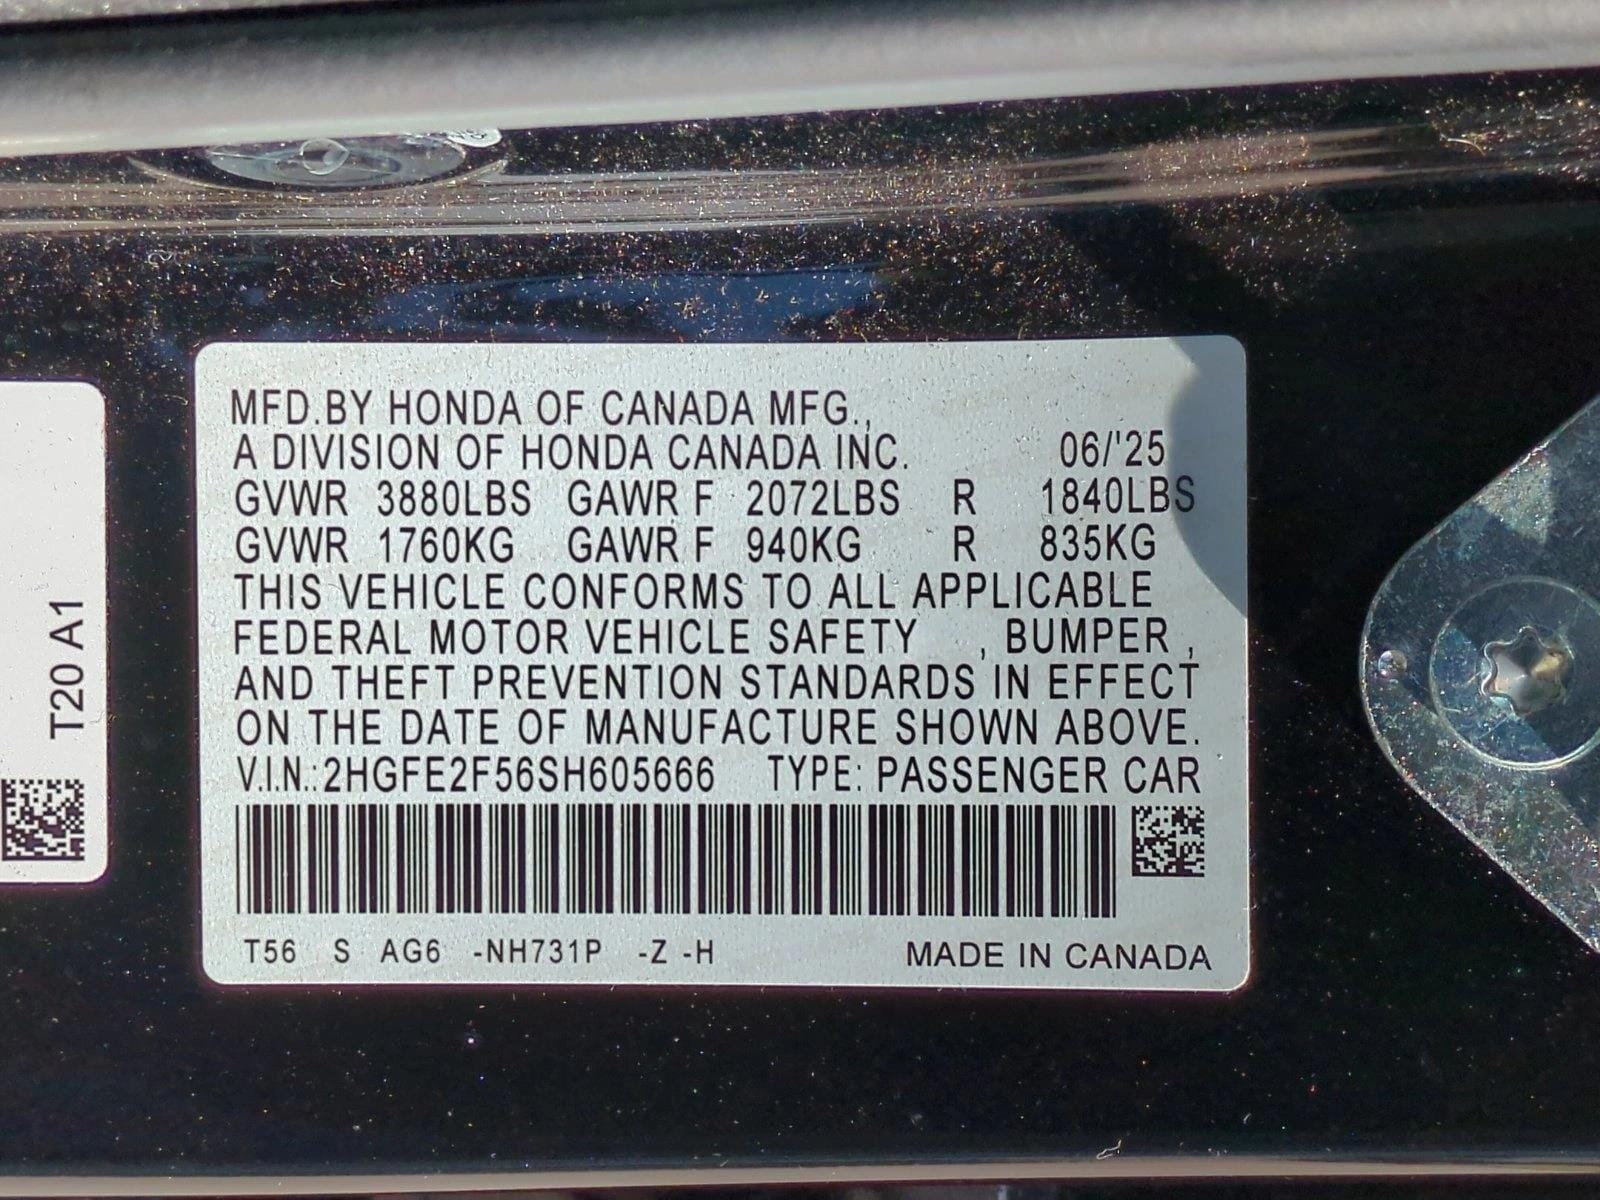 MFD.BY HONDA OF CANADA MFG.,
A DIVISION OF HONDA CANADA INC. 06/'25
GVWR 3880LBS GAWR F 2072LBS R 1840LBS
GVWR 1760KG GAWR F 940KG R 835KG
THIS VEHICLE CONFORMS TO ALL APPLICABLE
FEDERAL MOTOR VEHICLE SAFETY , BUMPER ,
AND THEFT PREVENTION STANDARDS IN EFFECT
ON THE DATE OF MANUFACTURE SHOWN ABOVE.
V.I.N.:2HGFE2F56SH605666 TYPE: PASSENGER CAR
T56 S AG6 -NH731P -Z -H MADE IN CANADA
T20 A1